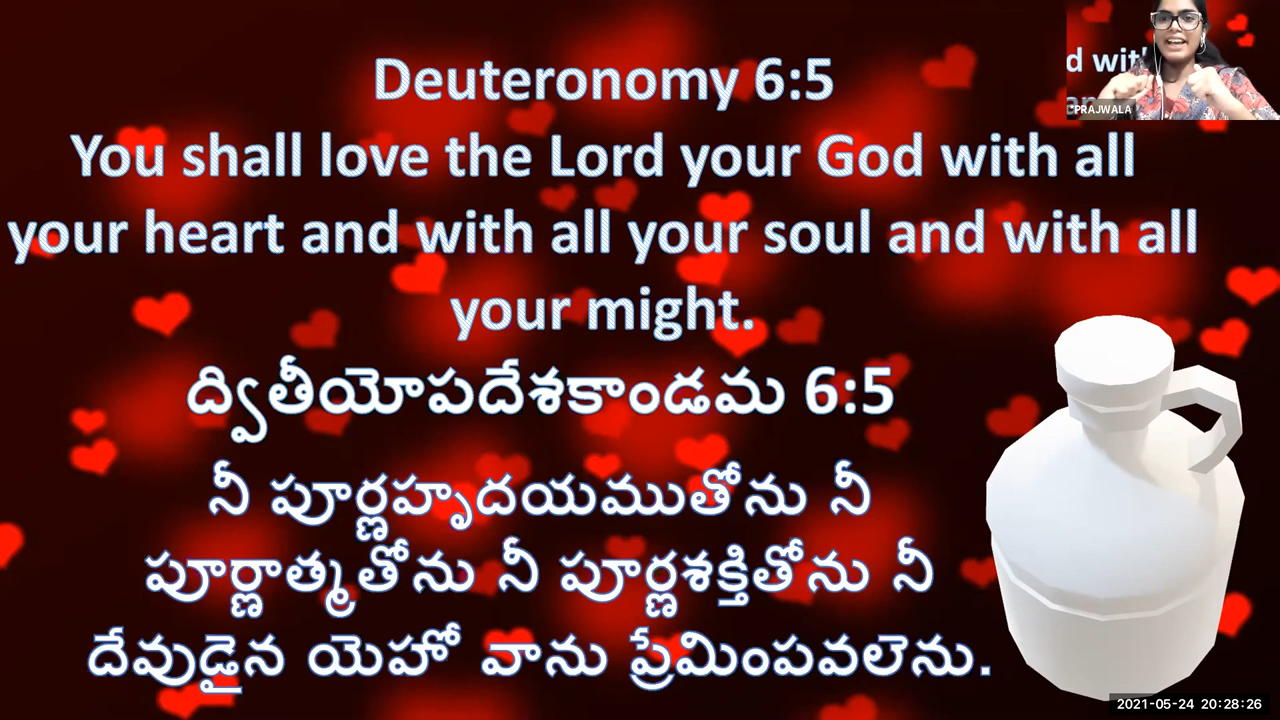 Deuteronomy 6:5
You shall love the Lord your God with all
your heart and with all your soul and with all
your might.
ద్వితీయోపదేశకాండమ 6:5
నీ పూర్ణహృదయముతోను నీ
పూర్ణాత్మతోను నీ పూర్ణశక్తితోను నీ
దేవుడైన యెహో వాను ప్రేమింపవలెను.
d with
PRAJWALA
2021-05-24 20:28:26